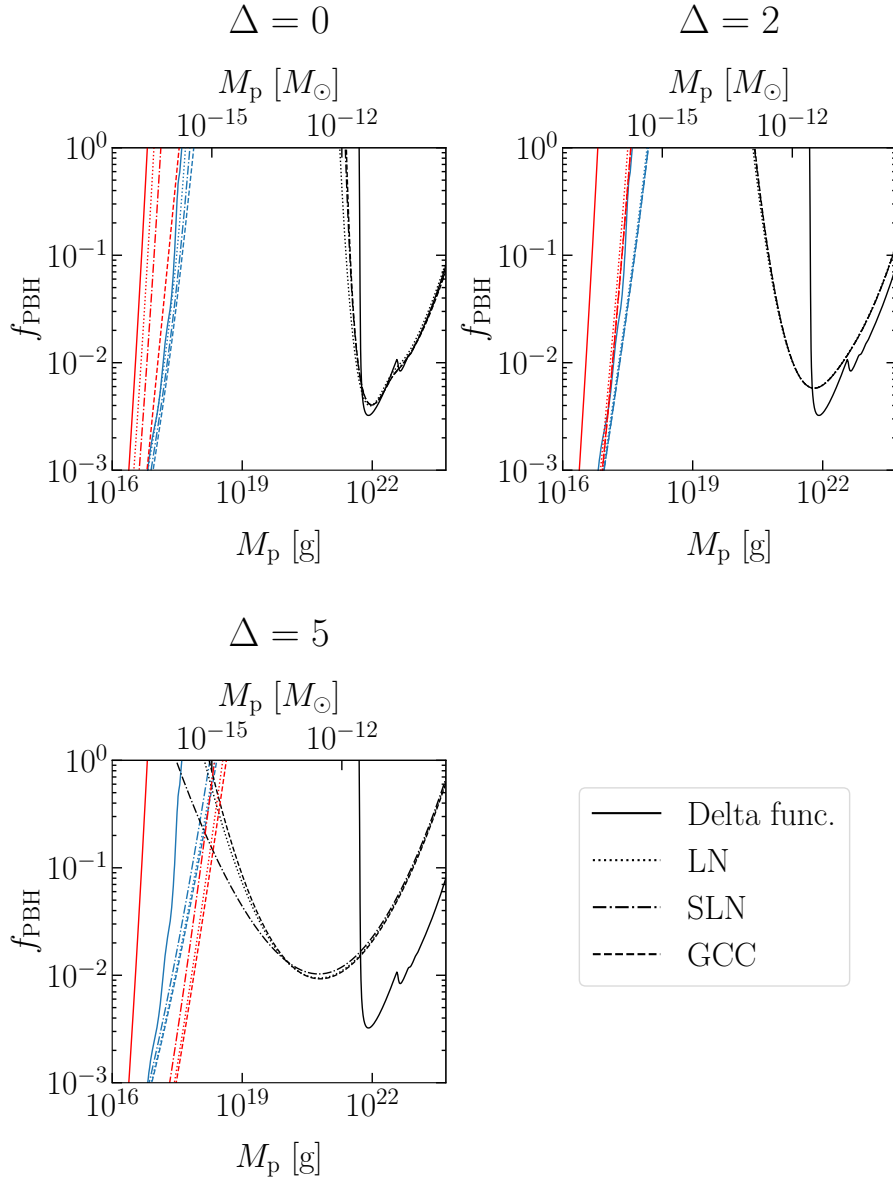 Δ = 0
M_p [M_⊙]
10^−15 10^−12
10^0
10^−1
10^−2
10^−3
f_PBH
10^16 10^19 10^22
M_p [g]
Δ = 2
M_p [M_⊙]
10^−15 10^−12
10^0
10^−1
10^−2
10^−3
f_PBH
10^16 10^19 10^22
M_p [g]
Δ = 5
M_p [M_⊙]
10^−15 10^−12
10^0
10^−1
10^−2
10^−3
f_PBH
10^16 10^19 10^22
M_p [g]
Delta func.
LN
SLN
GCC